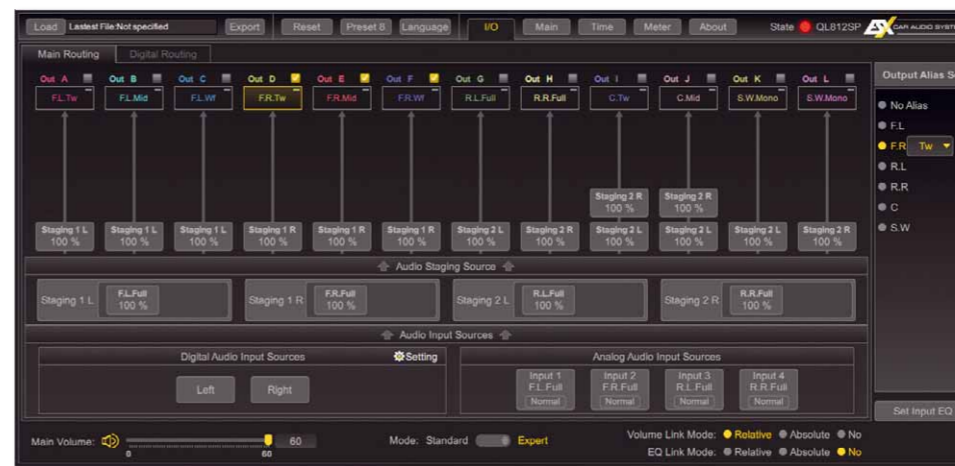 Load Lastest File:Not specified Export Reset Preset 8 Language I/O Main Time Meter About State QL812SP AX CAR AUDIO SYST
Main Routing Digital Routing
Out A Out B Out C Out D Out E Out F Out G Out H Out I Out J Out K Out L Output Alias S
F.L.Tw F.L.Mid F.L.Wf F.R.Tw F.R.Mid F.R.Wf R.L.Full R.R.Full C.Tw C.Mid S.W.Mono S.W.Mono
No Alias
F.L
F.R Tw
R.L
R.R
C
S.W
Staging 2 R Staging 2 R
100 % 100 %
Staging 1 L Staging 1 L Staging 1 L Staging 1 R Staging 1 R Staging 1 R Staging 2 L Staging 2 R Staging 2 L Staging 2 L Staging 2 L Staging 2 R
100 % 100 % 100 % 100 % 100 % 100 % 100 % 100 % 100 % 100 % 100 % 100 %
Audio Staging Source
Staging 1 L F.L.Full Staging 1 R F.R.Full Staging 2 L R.L.Full Staging 2 R R.R.Full
100 % 100 % 100 % 100 %
Audio Input Sources
Digital Audio Input Sources Setting Analog Audio Input Sources
Left Right
Input 1 Input 2 Input 3 Input 4
F.L.Full F.R.Full R.L.Full R.R.Full
Normal Normal Normal Normal
Set Input EQ
Main Volume: 60 Mode: Standard Expert Volume Link Mode: Relative Absolute No
0 60
EQ Link Mode: Relative Absolute No